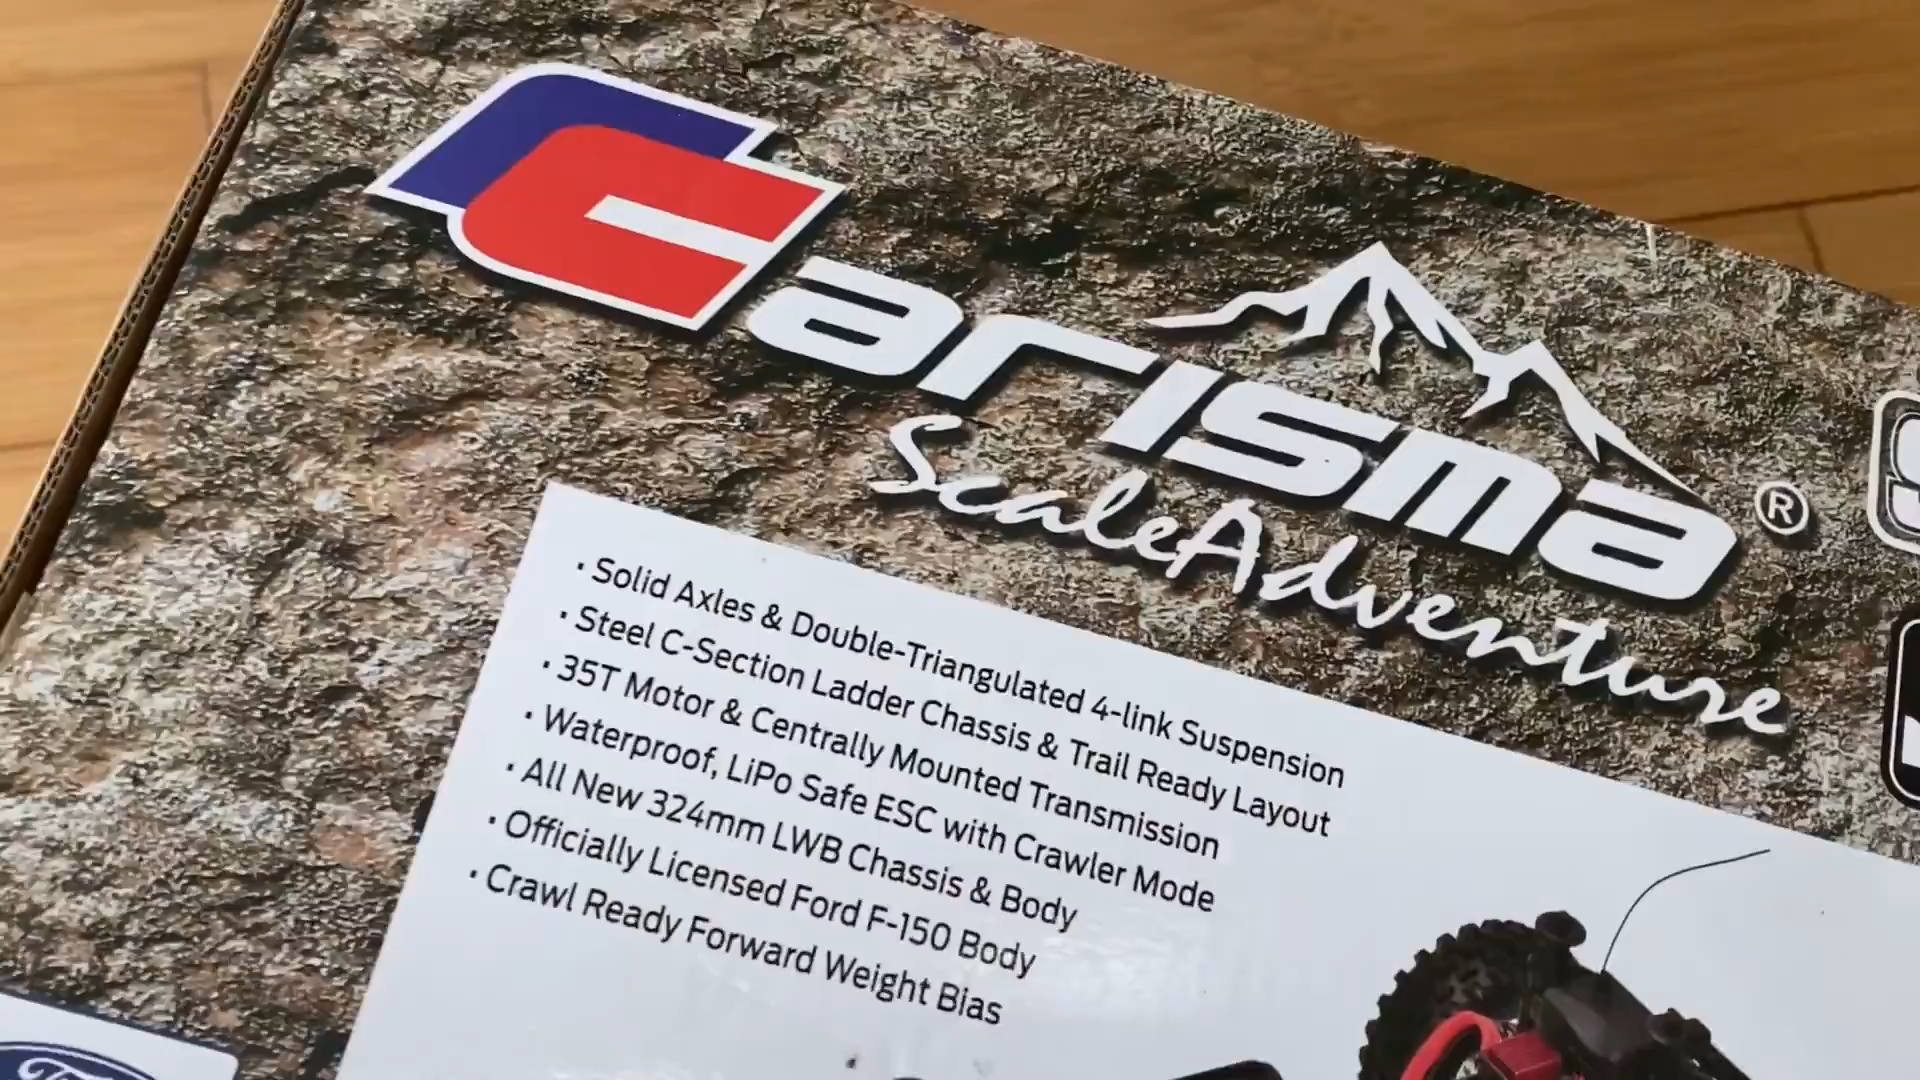 Carisma ®
ScaleAdventure
· Solid Axles & Double-Triangulated 4-link Suspension
· Steel C-Section Ladder Chassis & Trail Ready Layout
· 35T Motor & Centrally Mounted Transmission
· Waterproof, LiPo Safe ESC with Crawler Mode
· All New 324mm LWB Chassis & Body
· Officially Licensed Ford F-150 Body
· Crawl Ready Forward Weight Bias